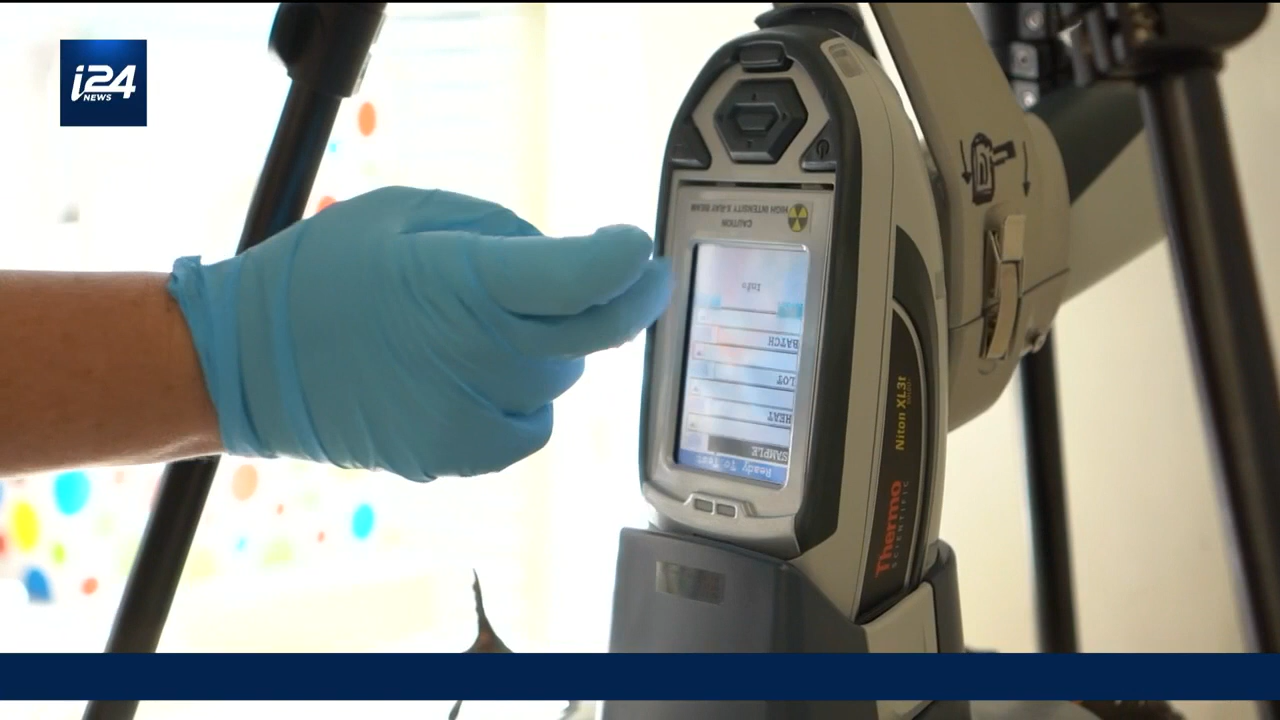 i24
NEWS
CAUTION
HIGH INTENSITY X-RAY BEAM
Ready To Test
SAMPLE
HEAT
LOT
BATCH
Info
Niton XL3t
Thermo
SCIENTIFIC